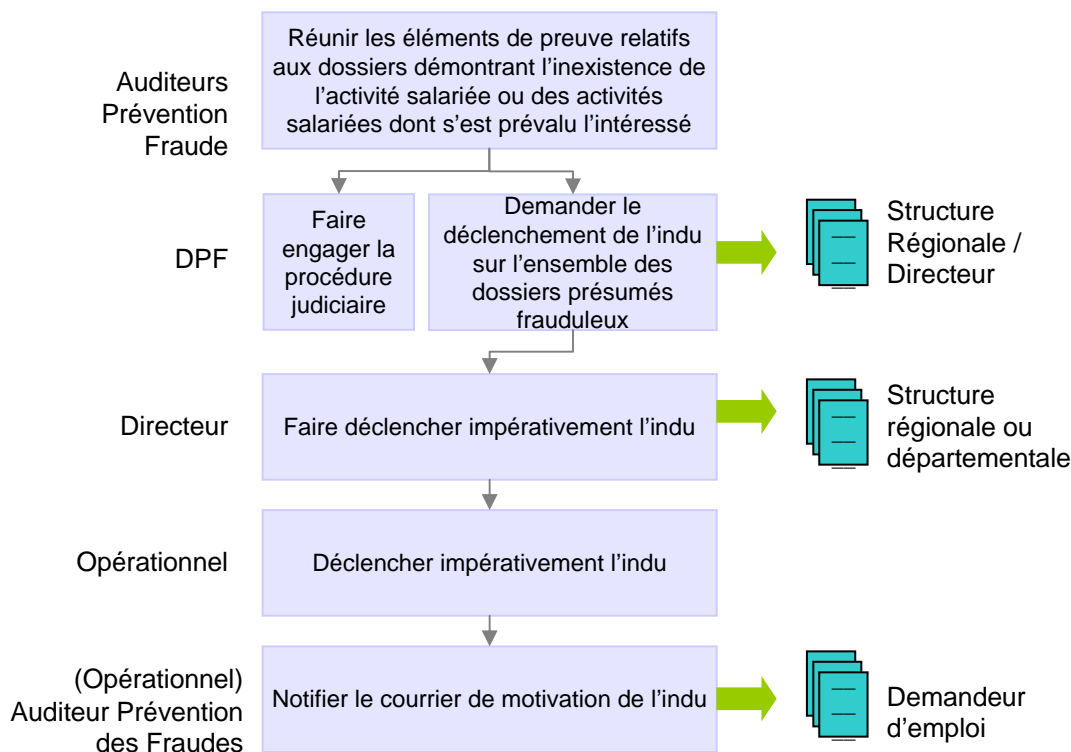 Réunir les éléments de preuve relatifs
aux dossiers démontrant l’inexistence de
l’activité salariée ou des activités
salariées dont s’est prévalu l’intéressé
Auditeurs
Prévention
Fraude
DPF
Faire
engager la
procédure
judiciaire
Demander le
déclenchement de l’indu
sur l’ensemble des
dossiers présumés
frauduleux
Structure
Régionale /
Directeur
Directeur
Faire déclencher impérativement l’indu
Structure
régionale ou
départementale
Opérationnel
Déclencher impérativement l’indu
(Opérationnel)
Auditeur Prévention
des Fraudes
Notifier le courrier de motivation de l’indu
Demandeur
d’emploi